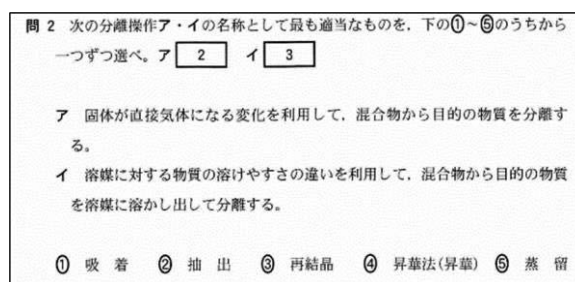 問 2 次の分離操作ア・イの名称として最も適当なものを,下の①~⑤のうちから
一つずつ選べ。ア 2 イ 3
ア 固体が直接気体になる変化を利用して,混合物から目的の物質を分離す
る。
イ 溶媒に対する物質の溶けやすさの違いを利用して,混合物から目的の物質
を溶媒に溶かし出して分離する。
① 吸 着 ② 抽 出 ③ 再結晶 ④ 昇華法(昇華) ⑤ 蒸 留